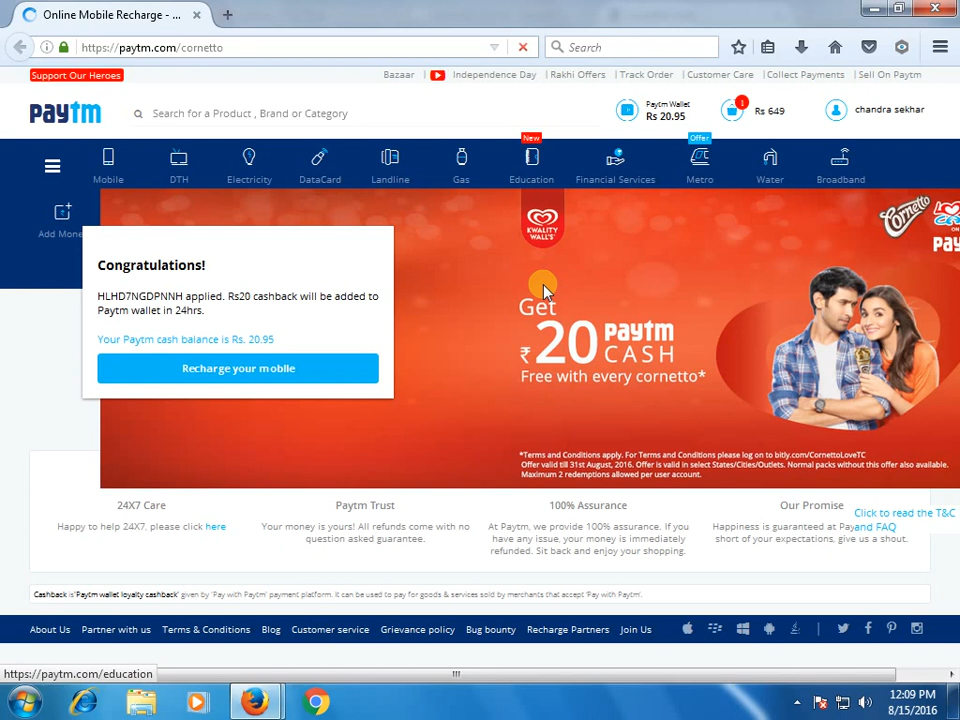 Online Mobile Recharge - ...
https://paytm.com/cornetto
Search
Support Our Heroes
Bazaar | Independence Day | Rakhi Offers | Track Order | Customer Care | Collect Payments | Sell On Paytm
paytm
Search for a Product , Brand or Category
Paytm Wallet
Rs 20.95
1
Rs 649
chandra sekhar
New
Offer
Mobile
DTH
Electricity
DataCard
Landline
Gas
Education
Financial Services
Metro
Water
Broadband
Add Money
KWALITY
WALL'S
Cornetto
ON
Pay
Congratulations!
HLHD7NGDPNNH applied. Rs20 cashback will be added to
Paytm wallet in 24hrs.
Your Paytm cash balance is Rs. 20.95
Recharge your mobile
Get
₹20 paytm
CASH
Free with every cornetto*
*Terms and Conditions apply. For Terms and Conditions please log on to bitly.com/CornettoLoveTC
Offer valid till 31st August, 2016. Offer is valid in select States/Cities/Outlets. Normal packs without this offer also available.
Maximum 2 redemptions allowed per user account.
24X7 Care
Happy to help 24X7, please click here
Paytm Trust
Your money is yours! All refunds come with no
question asked guarantee.
100% Assurance
At Paytm, we provide 100% assurance. If you
have any issue, your money is immediately
refunded. Sit back and enjoy your shopping.
Our Promise
Happiness is guaranteed at Pay
short of your expectations, give us a shout.
Click to read the T&C
and FAQ
Cashback is 'Paytm wallet loyalty cashback' given by 'Pay with Paytm' payment platform. It can be used to pay for goods & services sold by merchants that accept 'Pay with Paytm'.
About Us Partner with us Terms & Conditions Blog Customer service Grievance policy Bug bounty Recharge Partners Join Us
https://paytm.com/education
12:09 PM
8/15/2016